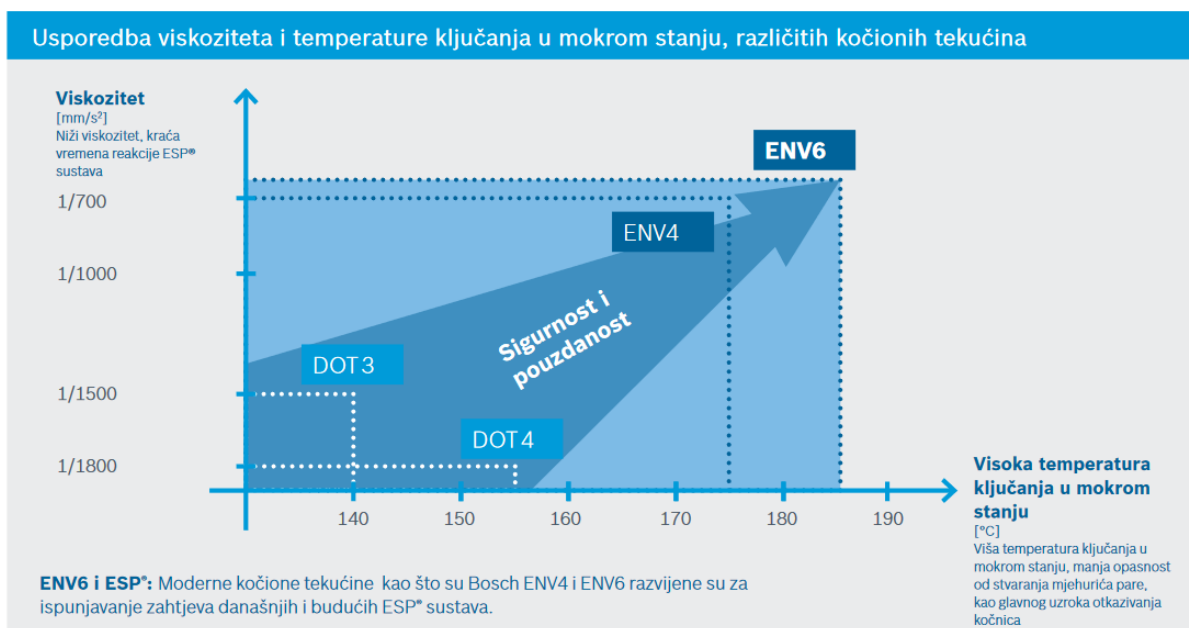 Usporedba viskoziteta i temperature ključanja u mokrom stanju, različitih kočionih tekućina
Viskozitet
[mm/s²]
Niži viskozitet, kraća
vremena reakcije ESP®
sustava
1/700
1/1000
1/1500
1/1800
ENV6
ENV4
Sigurnost i
pouzdanost
DOT 3
DOT 4
140
150
160
170
180
190
Visoka temperatura
ključanja u mokrom
stanju
[°C]
Viša temperatura ključanja u
mokrom stanju, manja opasnost
od stvaranja mjehurića pare,
kao glavnog uzroka otkazivanja
kočnica
ENV6 i ESP®: Moderne kočione tekućine kao što su Bosch ENV4 i ENV6 razvijene su za
ispunjavanje zahtjeva današnjih i budućih ESP® sustava.